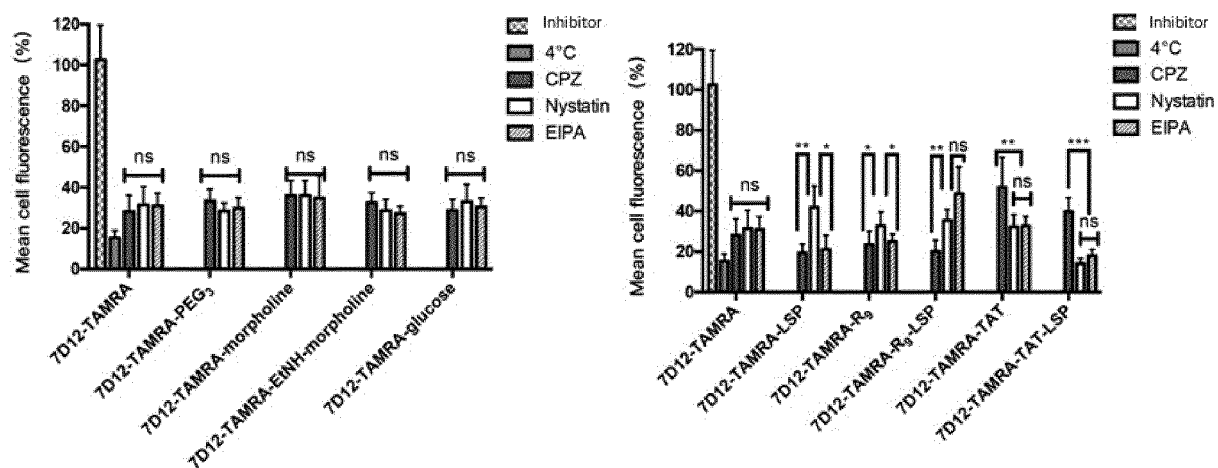 Mean cell fluorescence (%)
120
100
80
60
40
20
0
ns
ns
ns
ns
ns
Inhibitor
4°C
CPZ
Nystatin
EIPA
7D12-TAMRA
7D12-TAMRA-PEG3
7D12-TAMRA-morpholine
7D12-TAMRA-EtNH-morpholine
7D12-TAMRA-glucose
Mean cell fluorescence (%)
120
100
80
60
40
20
0
ns
** *
* *
** ns
** ns
*** ns
Inhibitor
4°C
CPZ
Nystatin
EIPA
7D12-TAMRA
7D12-TAMRA-LSP
7D12-TAMRA-R9
7D12-TAMRA-R9-LSP
7D12-TAMRA-TAT
7D12-TAMRA-TAT-LSP